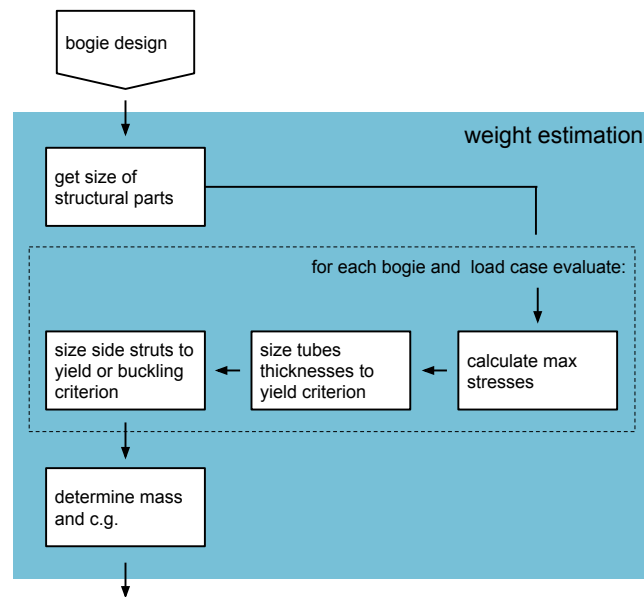 bogie design
weight estimation
get size of
structural parts
for each bogie and load case evaluate:
size side struts to
yield or buckling
criterion
size tubes
thicknesses to
yield criterion
calculate max
stresses
determine mass
and c.g.